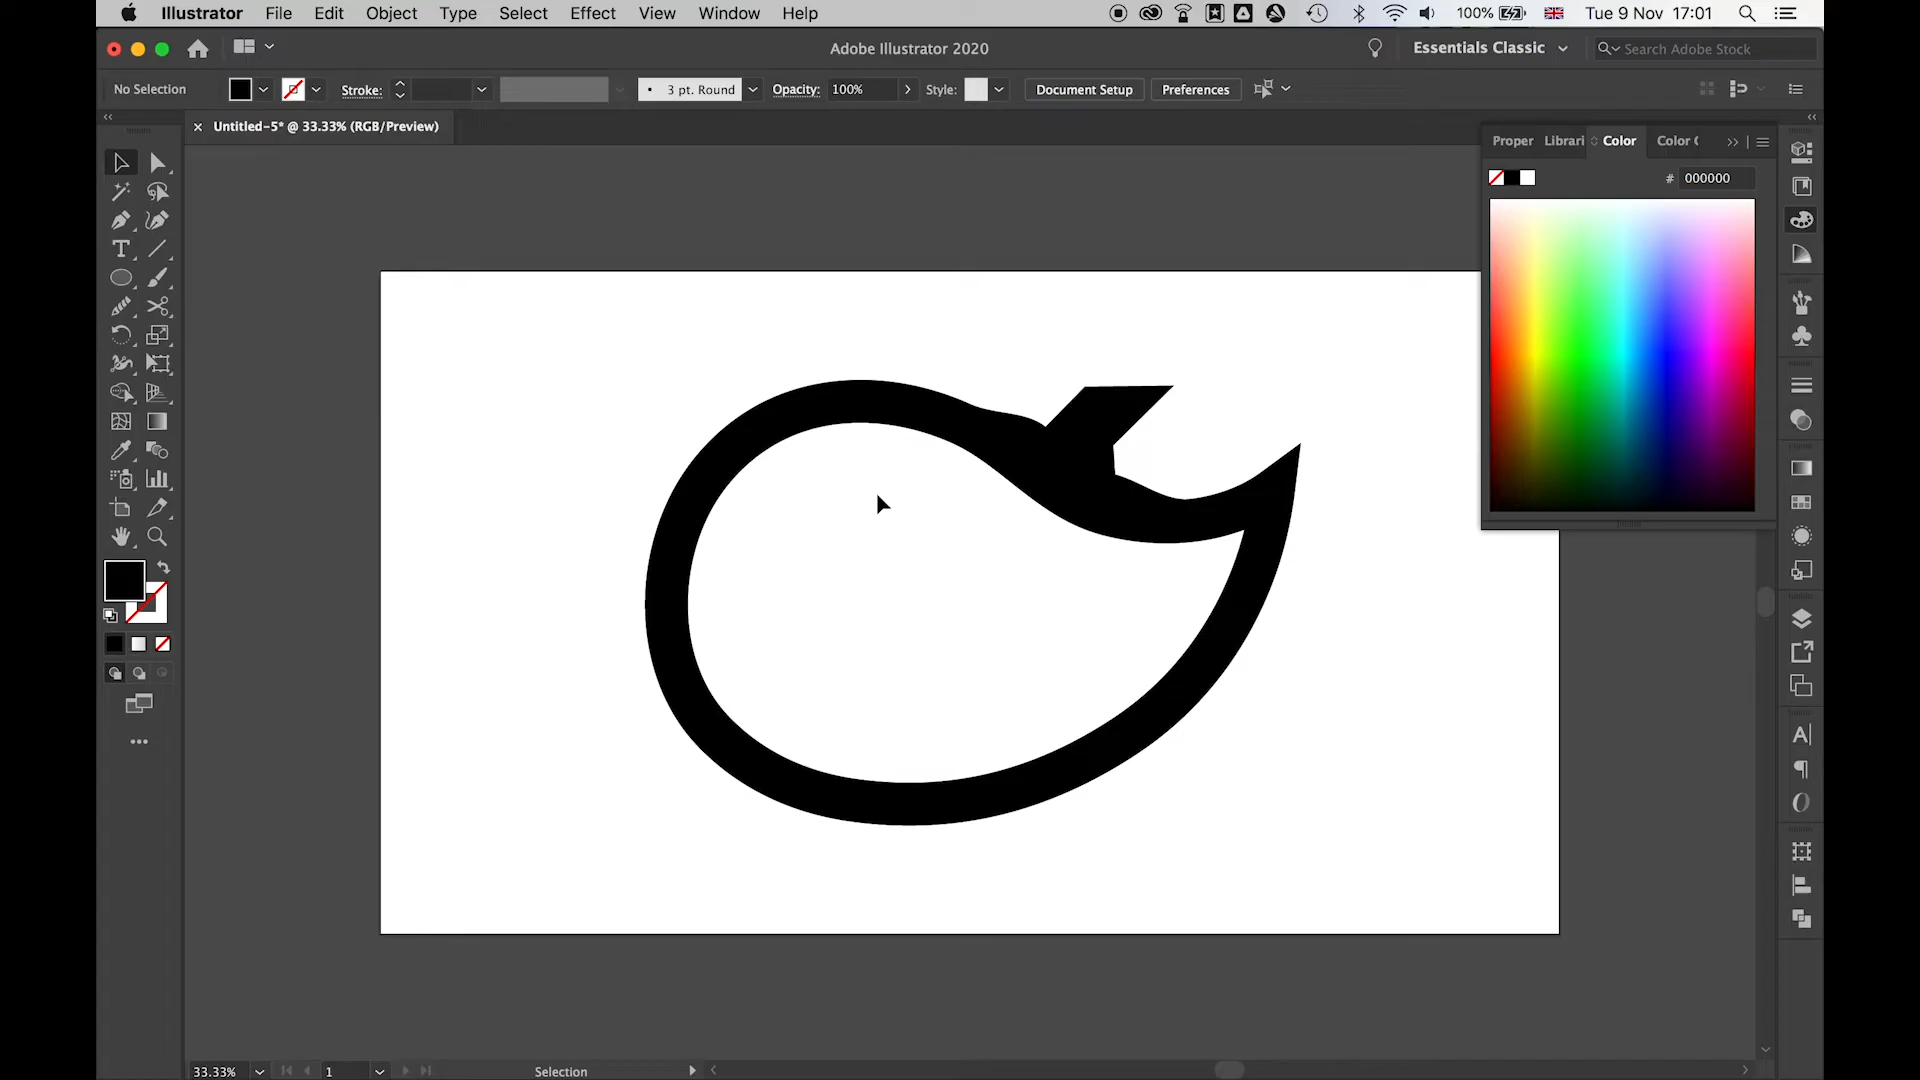 Illustrator File Edit Object Type Select Effect View Window Help 100% Tue 9 Nov 17:01
Adobe Illustrator 2020 Essentials Classic Search Adobe Stock
No Selection Stroke: 3 pt. Round Opacity: 100% Style: Document Setup Preferences
Untitled-5* @ 33.33% (RGB/Preview)
Proper Librari Color Color
# 000000
33.33% 1 Selection